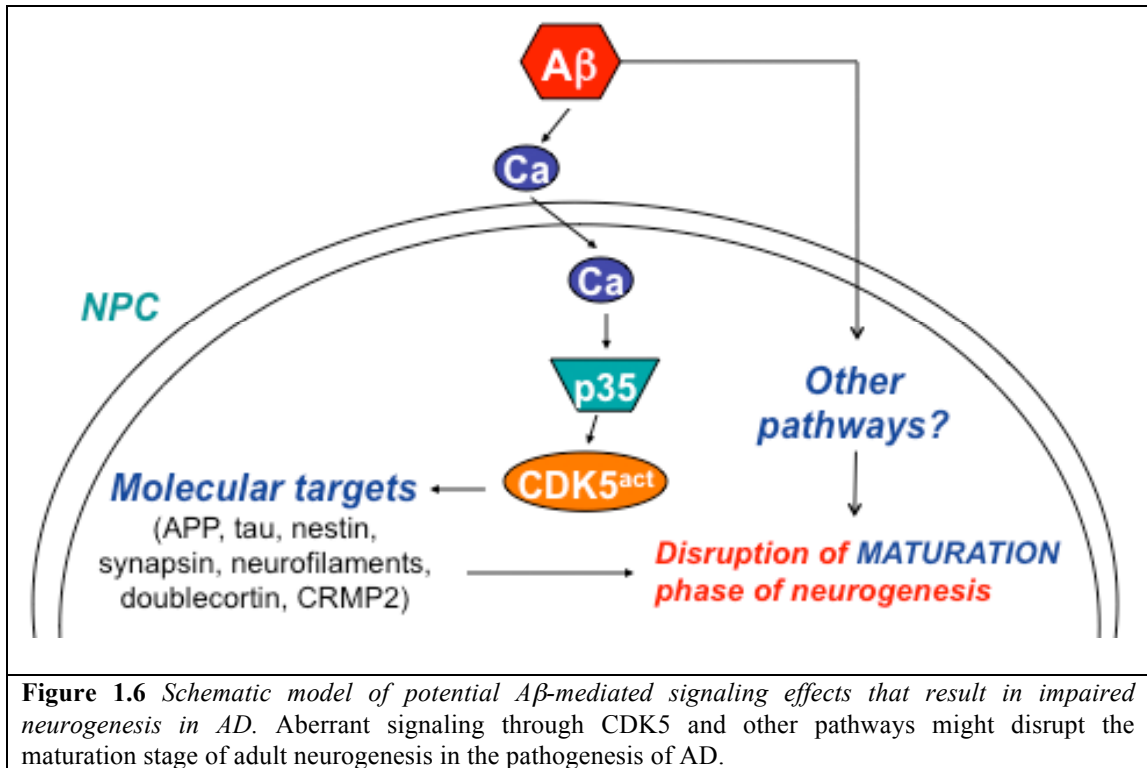 Aβ
Ca
Ca
NPC
p35
Other
pathways?
CDK5ᵃᶜᵗ
Molecular targets
(APP, tau, nestin,
synapsin, neurofilaments,
doublecortin, CRMP2)
Disruption of MATURATION
phase of neurogenesis
Figure 1.6 Schematic model of potential Aβ-mediated signaling effects that result in impaired
neurogenesis in AD. Aberrant signaling through CDK5 and other pathways might disrupt the
maturation stage of adult neurogenesis in the pathogenesis of AD.